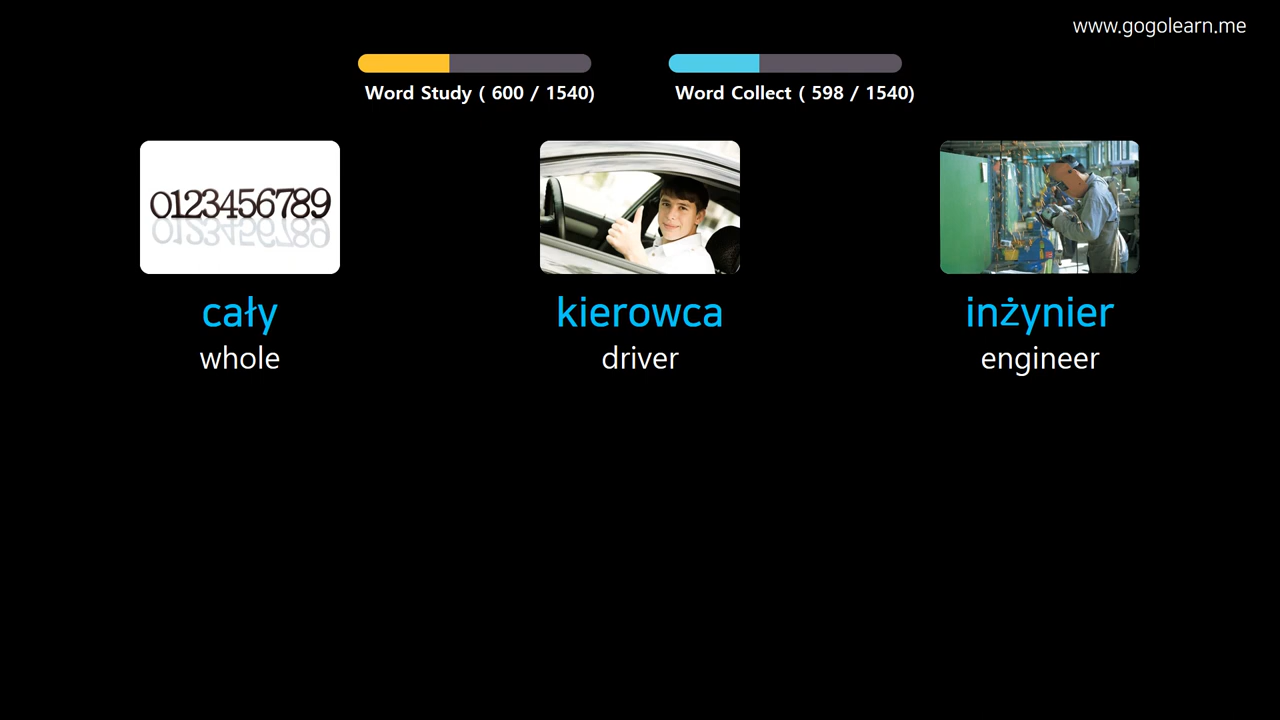 www.gogolearn.me
Word Study ( 600 / 1540)
Word Collect ( 598 / 1540)
0123456789
cały
kierowca
inżynier
whole
driver
engineer